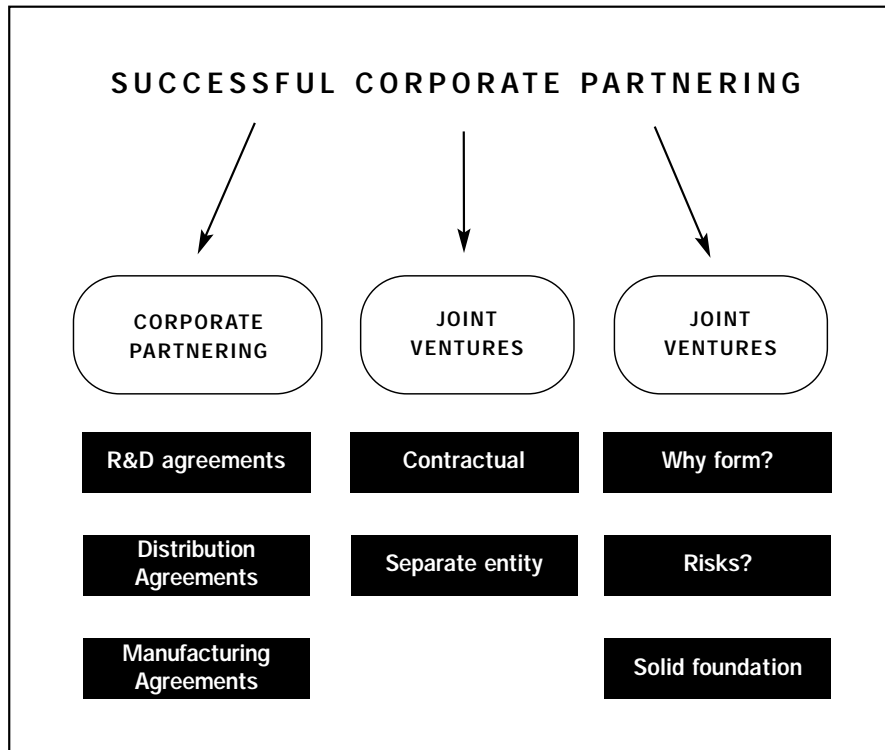 SUCCESSFUL CORPORATE PARTNERING
CORPORATE
PARTNERING
JOINT
VENTURES
JOINT
VENTURES
R&D agreements
Contractual
Why form?
Distribution
Agreements
Separate entity
Risks?
Manufacturing
Agreements
Solid foundation